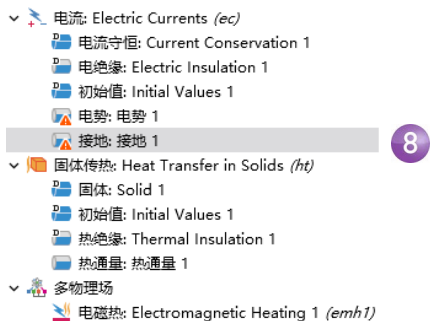 电流: Electric Currents (ec)
电流守恒: Current Conservation 1
电绝缘: Electric Insulation 1
初始值: Initial Values 1
电势: 电势 1
接地: 接地 1
8
固体传热: Heat Transfer in Solids (ht)
固体: Solid 1
初始值: Initial Values 1
热绝缘: Thermal Insulation 1
热通量: 热通量 1
多物理场
电磁热: Electromagnetic Heating 1 (emh1)